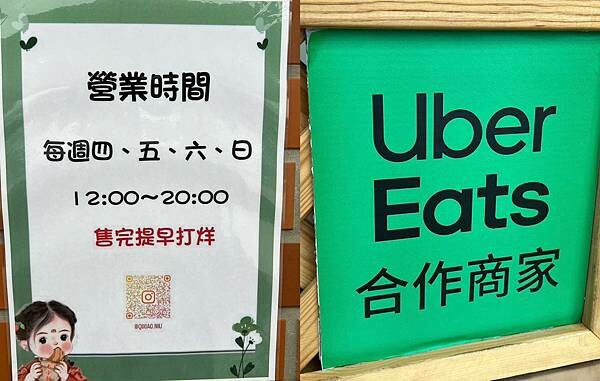 營業時間
每週四、五、六、日
12:00~20:00
售完提早打烊
Uber
Eats
合作商家